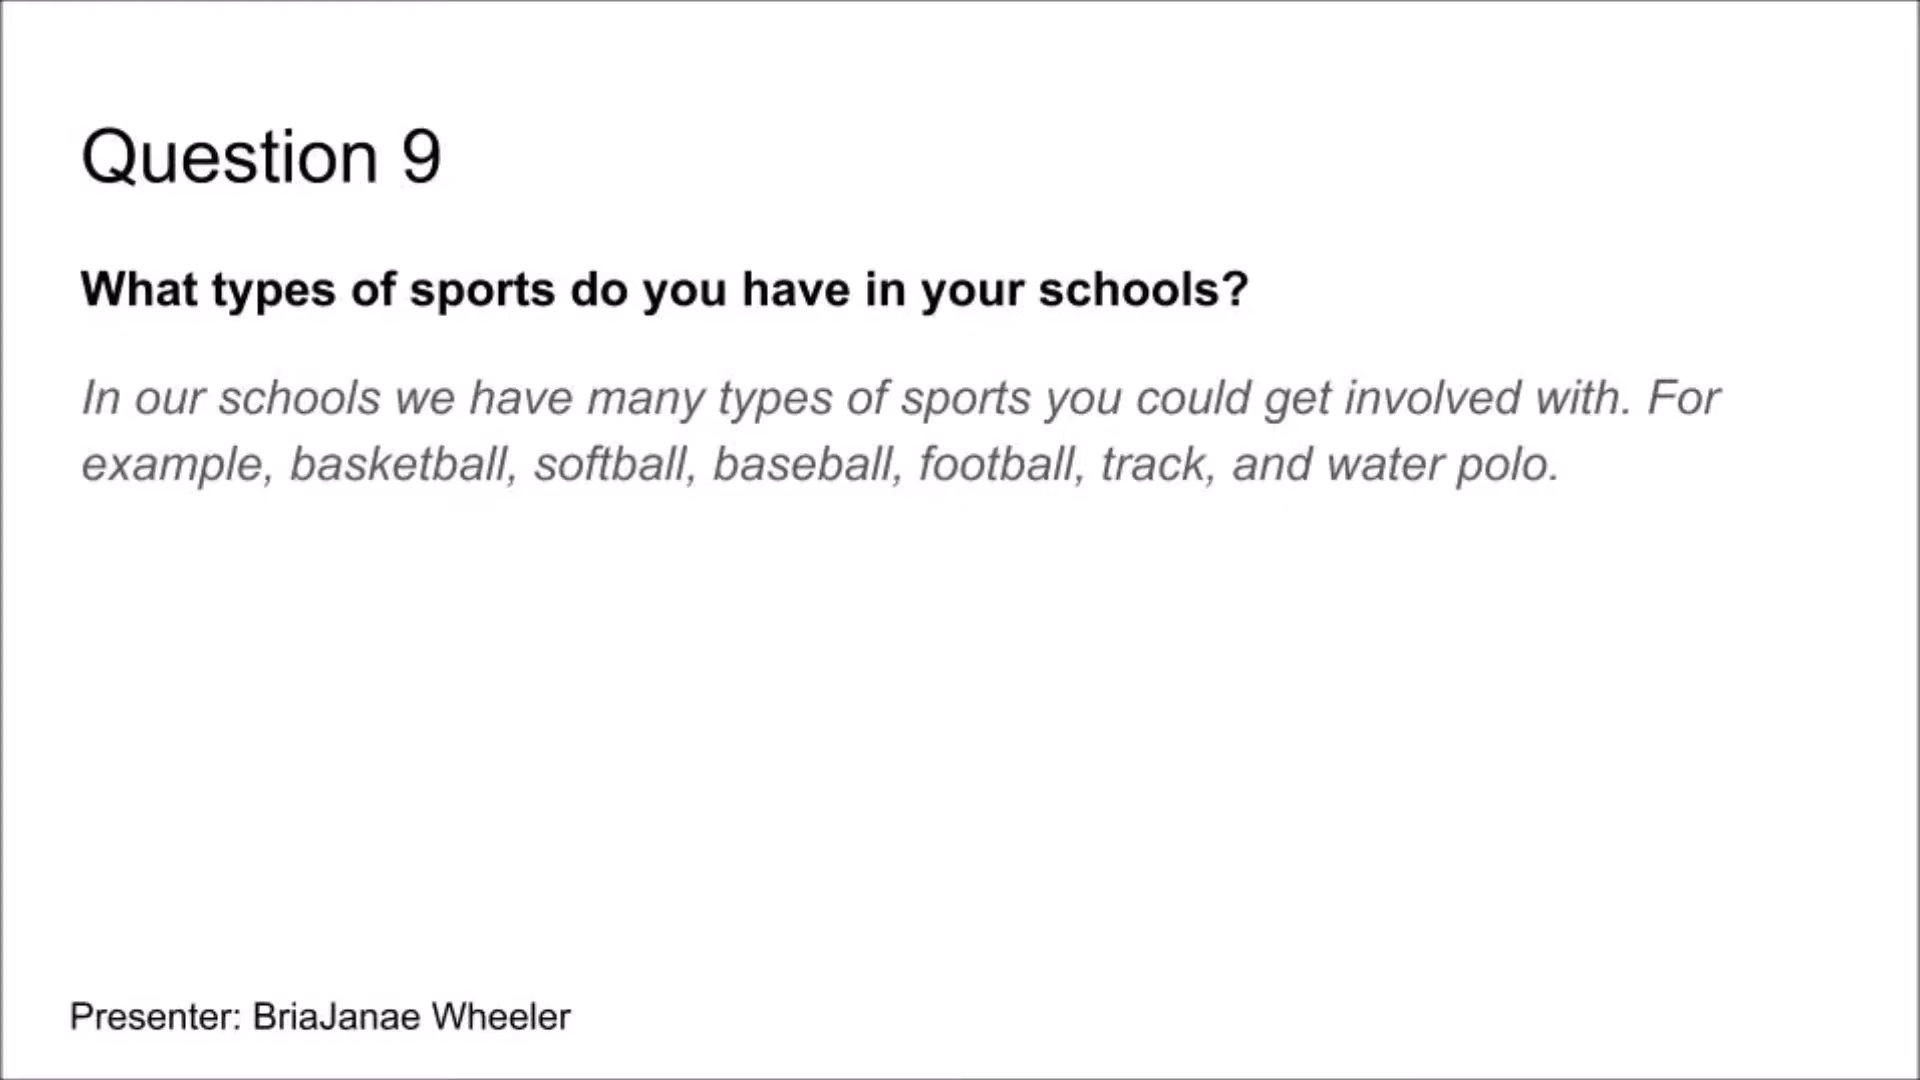 Question 9
What types of sports do you have in your schools?
In our schools we have many types of sports you could get involved with. For
example, basketball, softball, baseball, football, track, and water polo.
Presenter: BriaJanae Wheeler